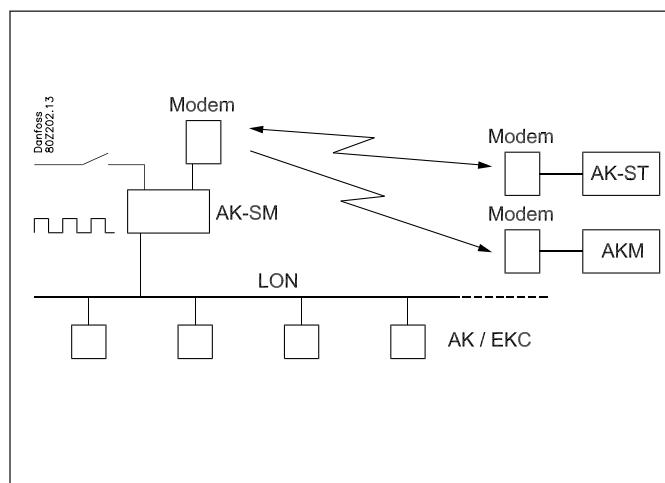 Danfoss
80Z202.13
Modem
Modem
AK-ST
AK-SM
Modem
AKM
LON
AK / EKC